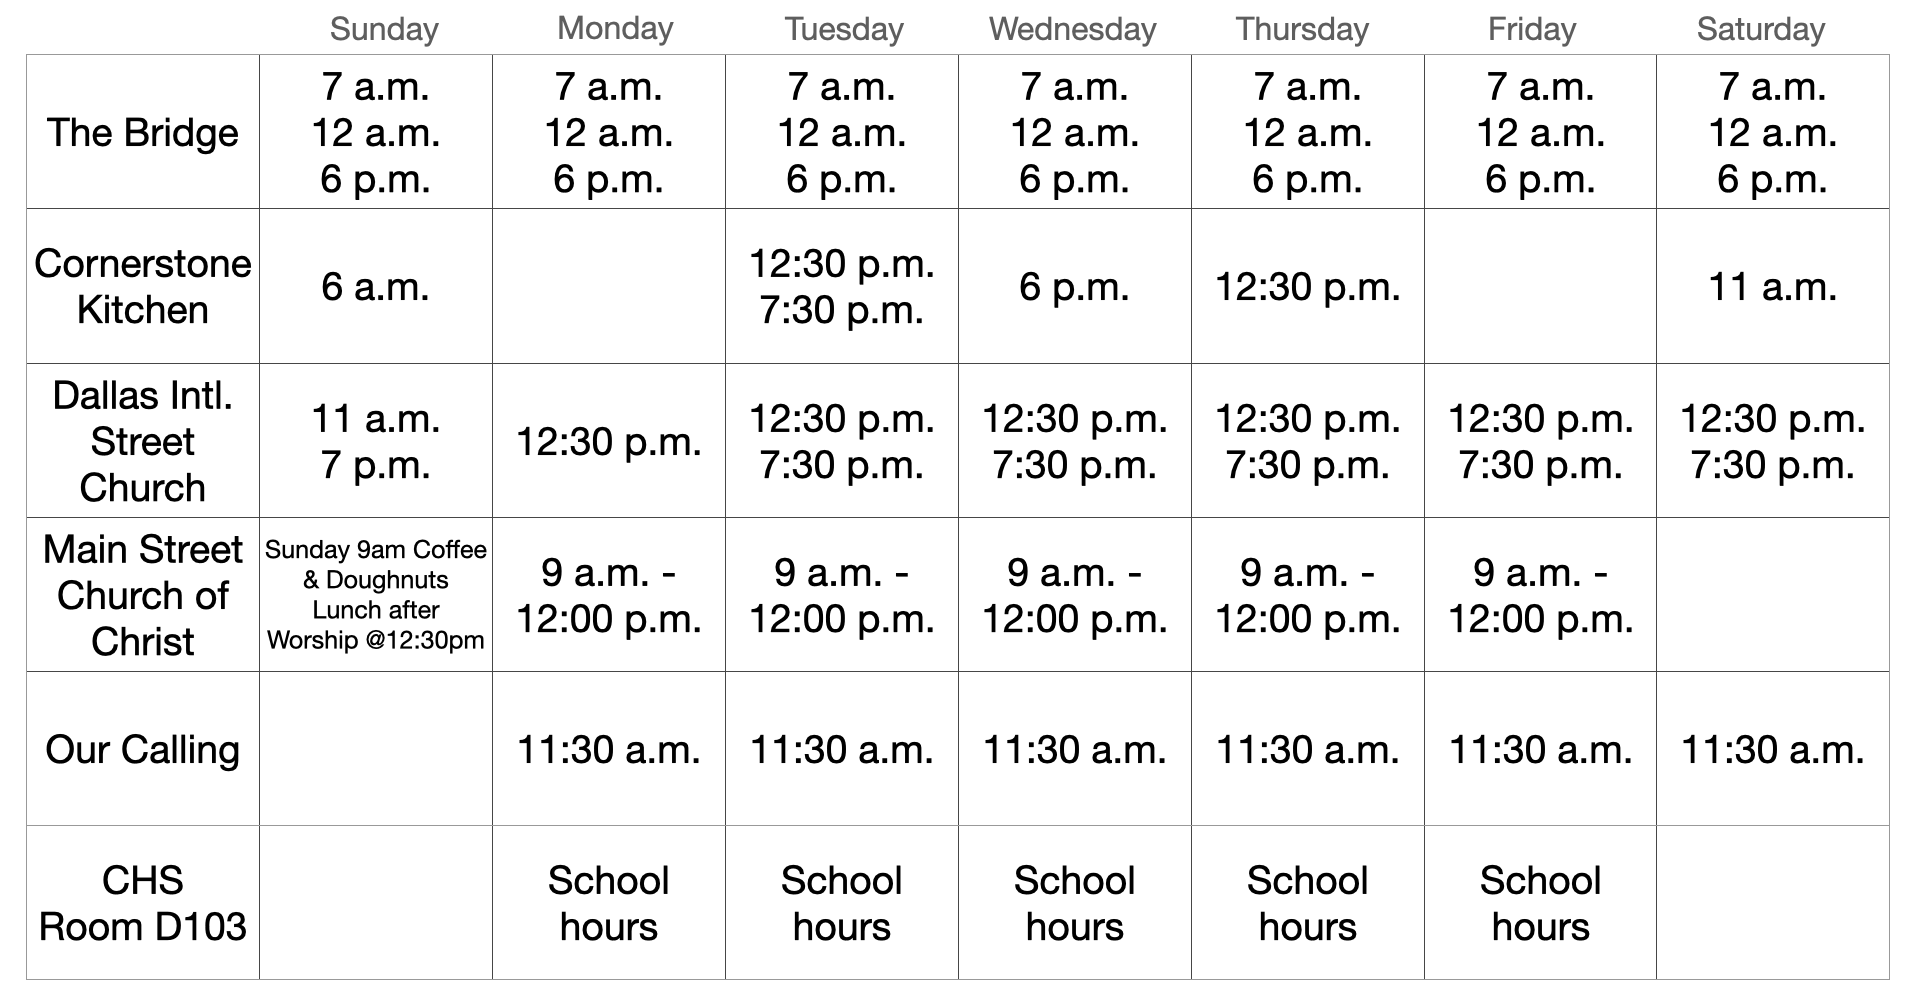 Sunday Monday Tuesday Wednesday Thursday Friday Saturday
The Bridge
7 a.m.
12 a.m.
6 p.m.
7 a.m.
12 a.m.
6 p.m.
7 a.m.
12 a.m.
6 p.m.
7 a.m.
12 a.m.
6 p.m.
7 a.m.
12 a.m.
6 p.m.
7 a.m.
12 a.m.
6 p.m.
7 a.m.
12 a.m.
6 p.m.
Cornerstone
Kitchen
6 a.m.
12:30 p.m.
7:30 p.m.
6 p.m.
12:30 p.m.
11 a.m.
Dallas Intl.
Street
Church
11 a.m.
7 p.m.
12:30 p.m.
12:30 p.m.
7:30 p.m.
12:30 p.m.
7:30 p.m.
12:30 p.m.
7:30 p.m.
12:30 p.m.
7:30 p.m.
12:30 p.m.
7:30 p.m.
Main Street
Church of
Christ
Sunday 9am Coffee
& Doughnuts
Lunch after
Worship @12:30pm
9 a.m. -
12:00 p.m.
9 a.m. -
12:00 p.m.
9 a.m. -
12:00 p.m.
9 a.m. -
12:00 p.m.
9 a.m. -
12:00 p.m.
Our Calling
11:30 a.m.
11:30 a.m.
11:30 a.m.
11:30 a.m.
11:30 a.m.
11:30 a.m.
CHS
Room D103
School
hours
School
hours
School
hours
School
hours
School
hours